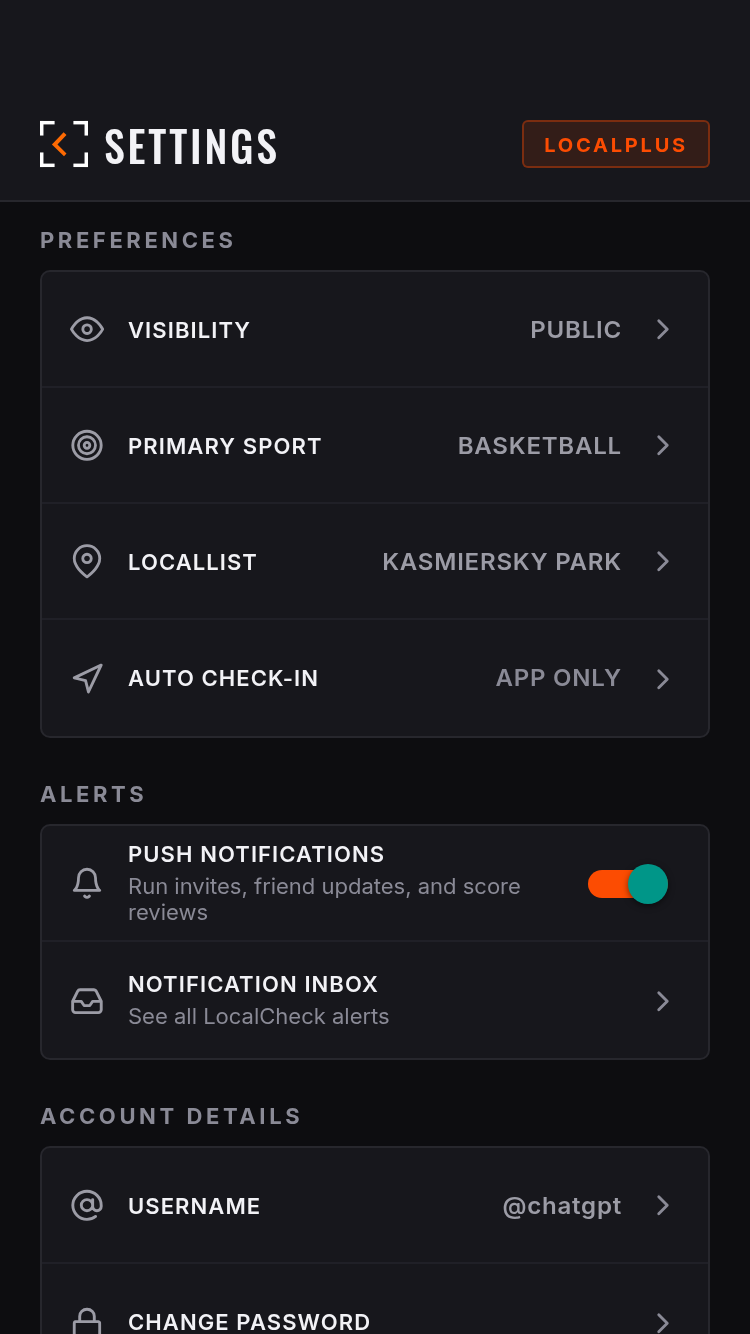 SETTINGS
LOCALPLUS
PREFERENCES
VISIBILITY PUBLIC
PRIMARY SPORT BASKETBALL
LOCALLIST KASMIERSKY PARK
AUTO CHECK-IN APP ONLY
ALERTS
PUSH NOTIFICATIONS
Run invites, friend updates, and score
reviews
NOTIFICATION INBOX
See all LocalCheck alerts
ACCOUNT DETAILS
USERNAME @chatgpt
CHANGE PASSWORD